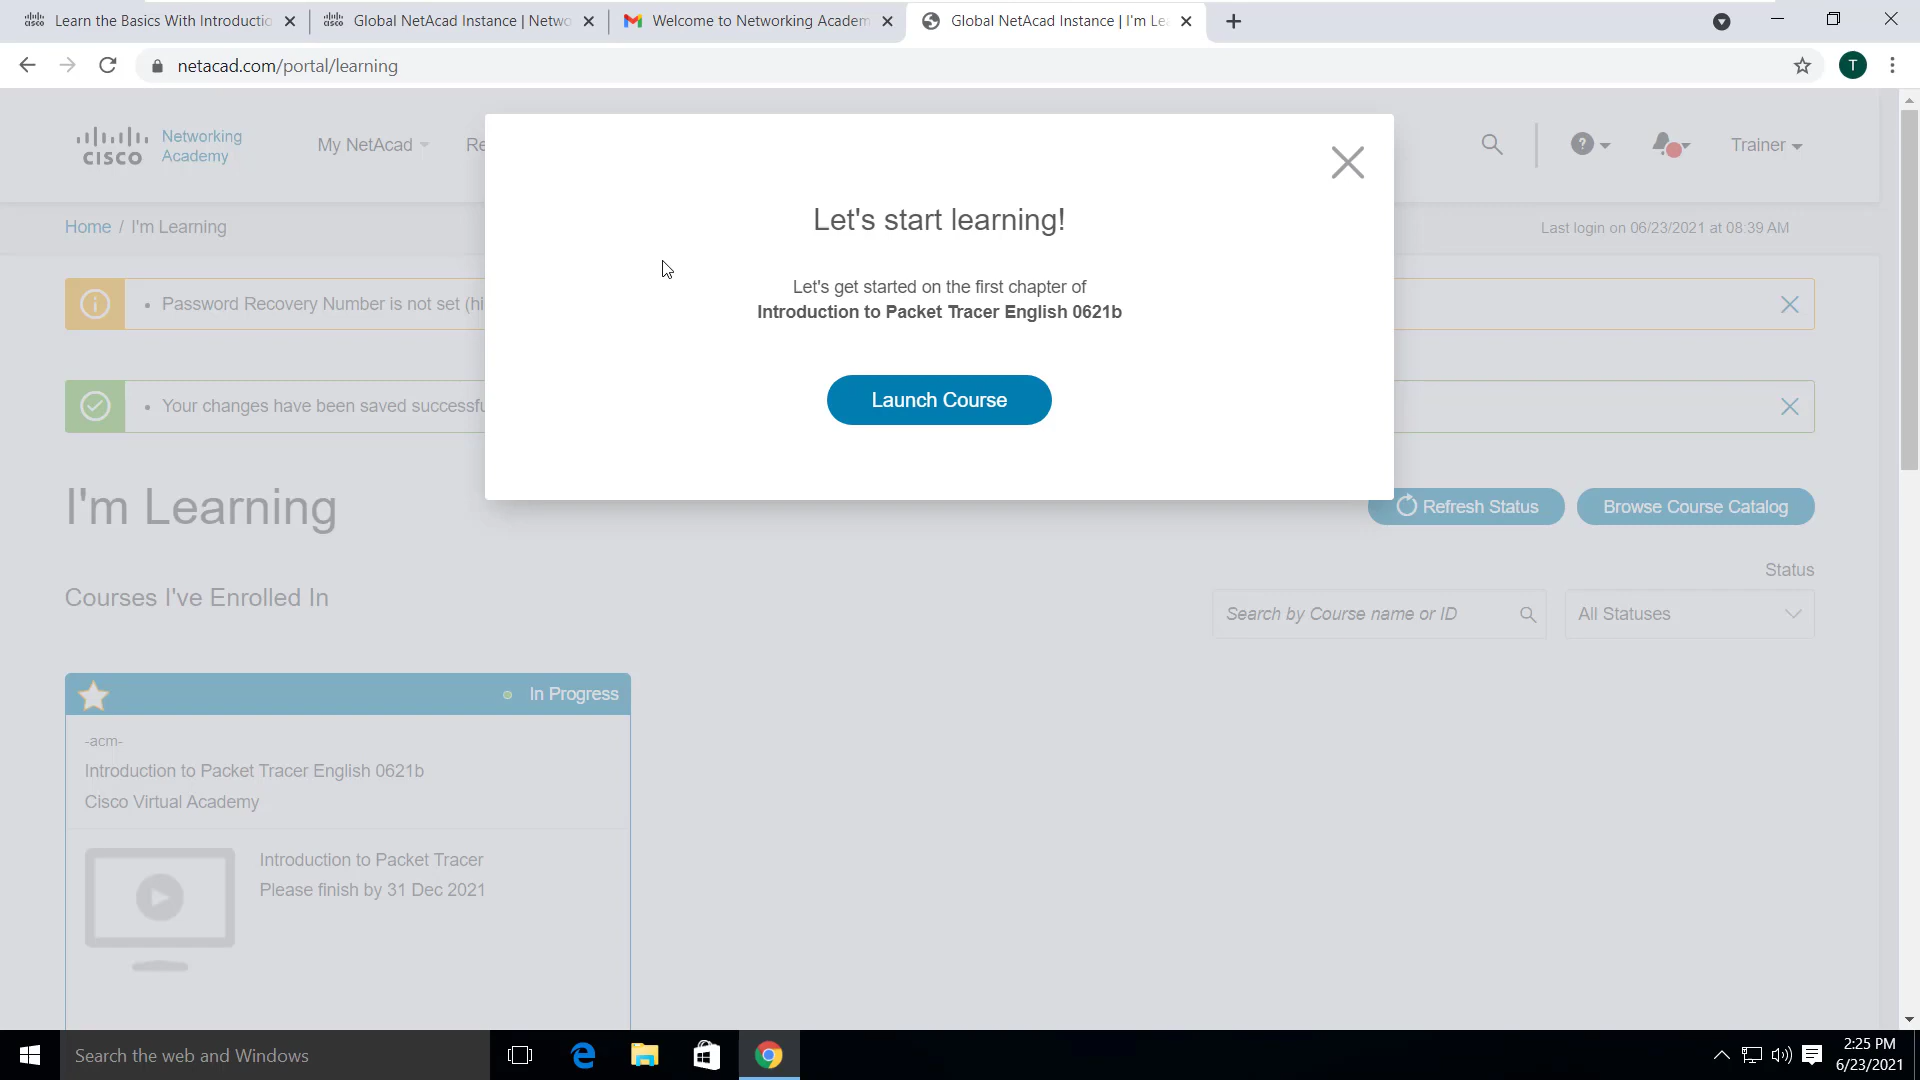 Learn the Basics With Introductio
Global NetAcad Instance | Netwo
Welcome to Networking Academ
Global NetAcad Instance | I'm Le
netacad.com/portal/learning
T
CISCO
Networking
Academy
My NetAcad
Re
?
Trainer
Home / I'm Learning
Last login on 06/23/2021 at 08:39 AM
Let's start learning!
Let's get started on the first chapter of
Introduction to Packet Tracer English 0621b
Launch Course
• Password Recovery Number is not set (hi
• Your changes have been saved successfu
I'm Learning
Refresh Status
Browse Course Catalog
Courses I've Enrolled In
Status
Search by Course name or ID
All Statuses
In Progress
-acm-
Introduction to Packet Tracer English 0621b
Cisco Virtual Academy
Introduction to Packet Tracer
Please finish by 31 Dec 2021
Search the web and Windows
2:25 PM
6/23/2021